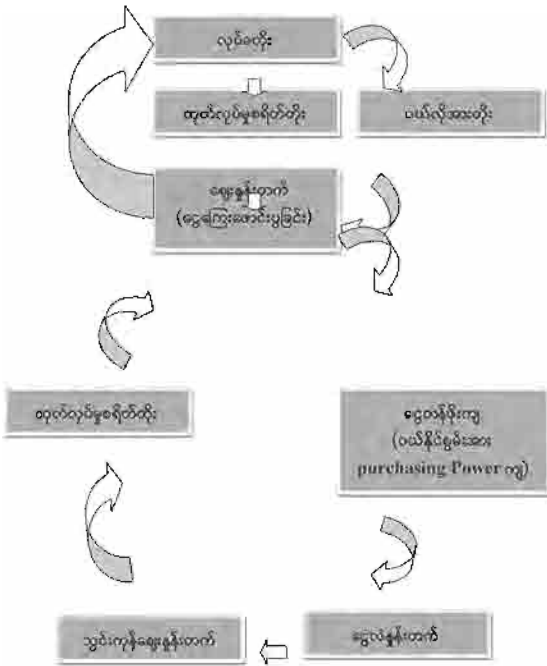 လုပ်ခတိုး
ထုတ်လုပ်မှုစရိတ်တိုး
ဝယ်လိုအားတိုး
ဈေးနှုန်းတက်
(ငွေကြေးဖောင်းပွခြင်း)
ထုတ်လုပ်မှုစရိတ်တိုး
ငွေတန်ဖိုးကျ
(ဝယ်နိုင်စွမ်းအား
purchasing Power ကျ)
သွင်းကုန်ဈေးနှုန်းတက်
ငွေလဲနှုန်းတက်